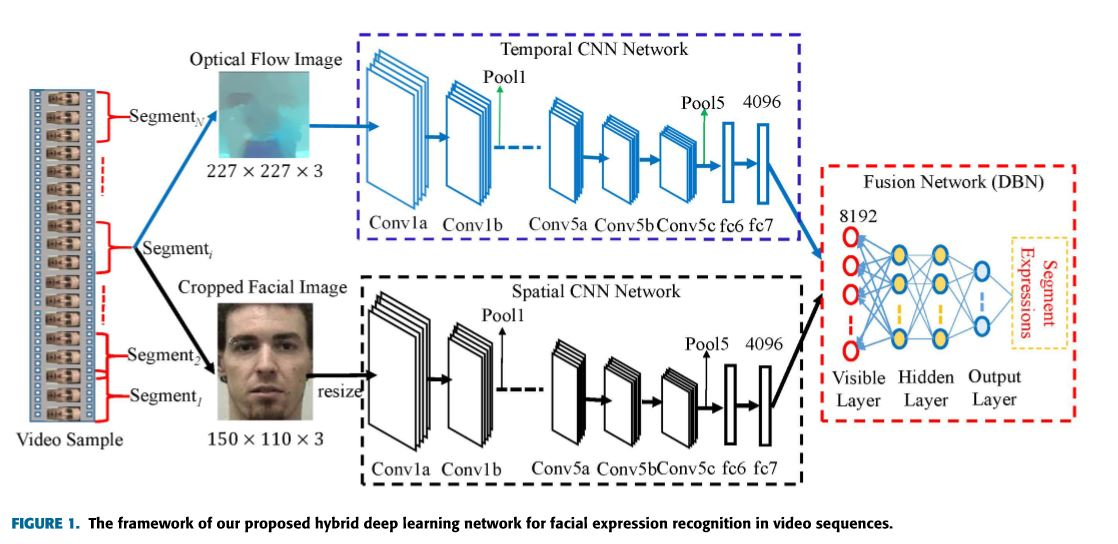 Optical Flow Image
Temporal CNN Network
Pool1
Pool5
4096
Segment_N
227 × 227 × 3
Conv1a
Conv1b
Conv5a
Conv5b
Conv5c
fc6
fc7
Fusion Network (DBN)
8192
Segment_i
Cropped Facial Image
Spatial CNN Network
Pool1
Pool5
4096
Segment Expressions
Segment_2
resize
Visible Layer
Hidden Layer
Output Layer
Segment_1
Video Sample
150 × 110 × 3
Conv1a
Conv1b
Conv5a
Conv5b
Conv5c
fc6
fc7
FIGURE 1. The framework of our proposed hybrid deep learning network for facial expression recognition in video sequences.